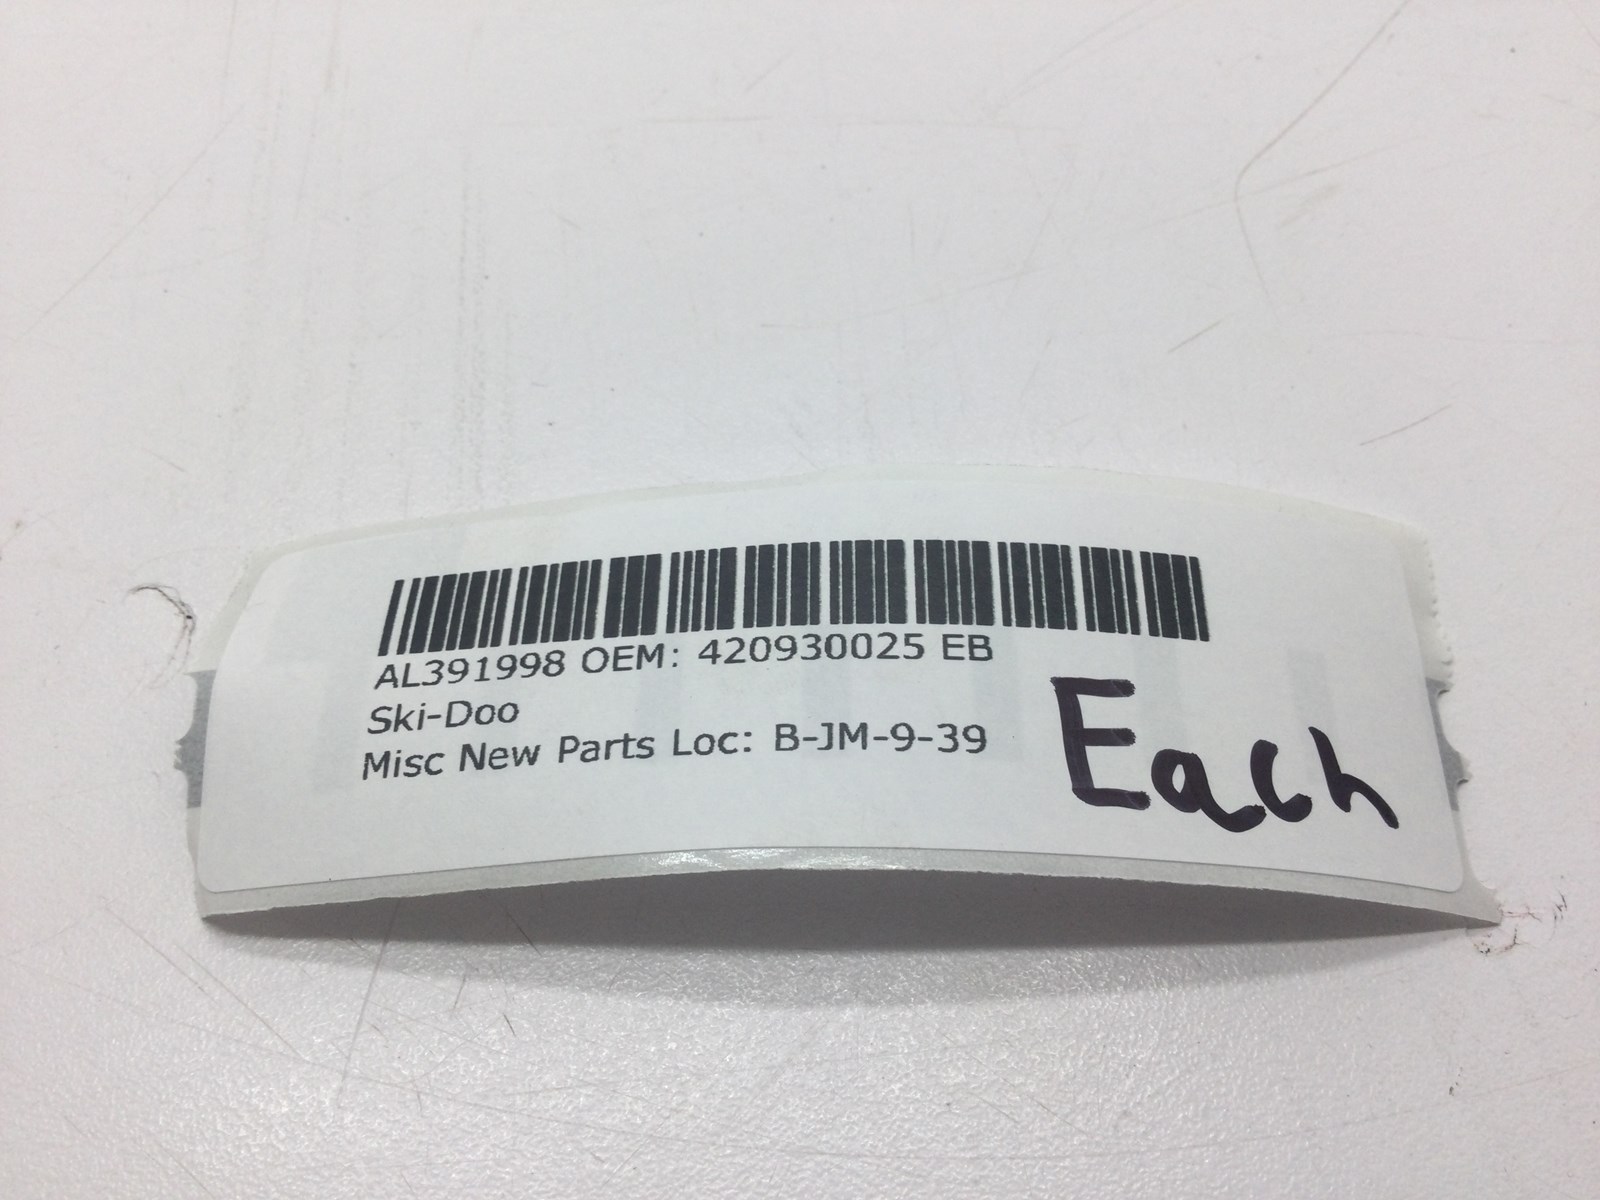 AL391998 OEM: 420930025 EB
Ski-Doo
Misc New Parts Loc: B-JM-9-39
Each